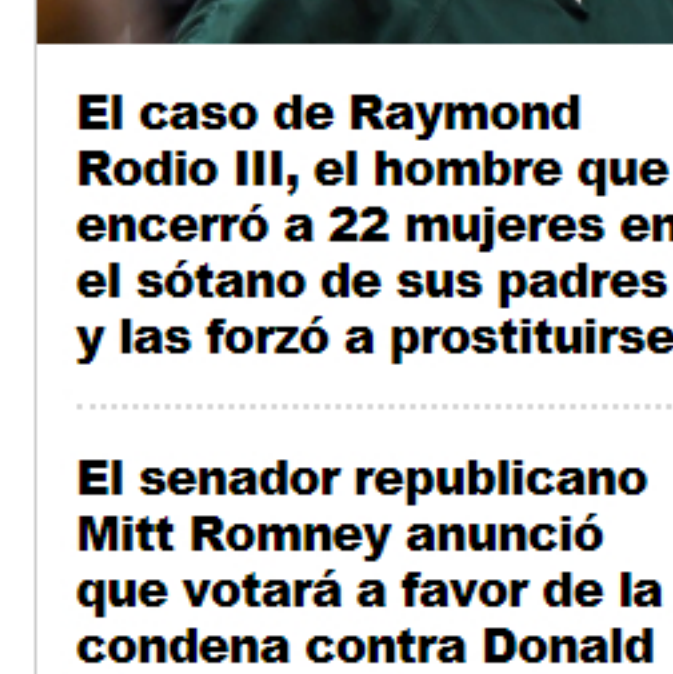 El caso de Raymond
Rodio III, el hombre que
encerró a 22 mujeres en
el sótano de sus padres
y las forzó a prostituirse
El senador republicano
Mitt Romney anunció
que votará a favor de la
condena contra Donald